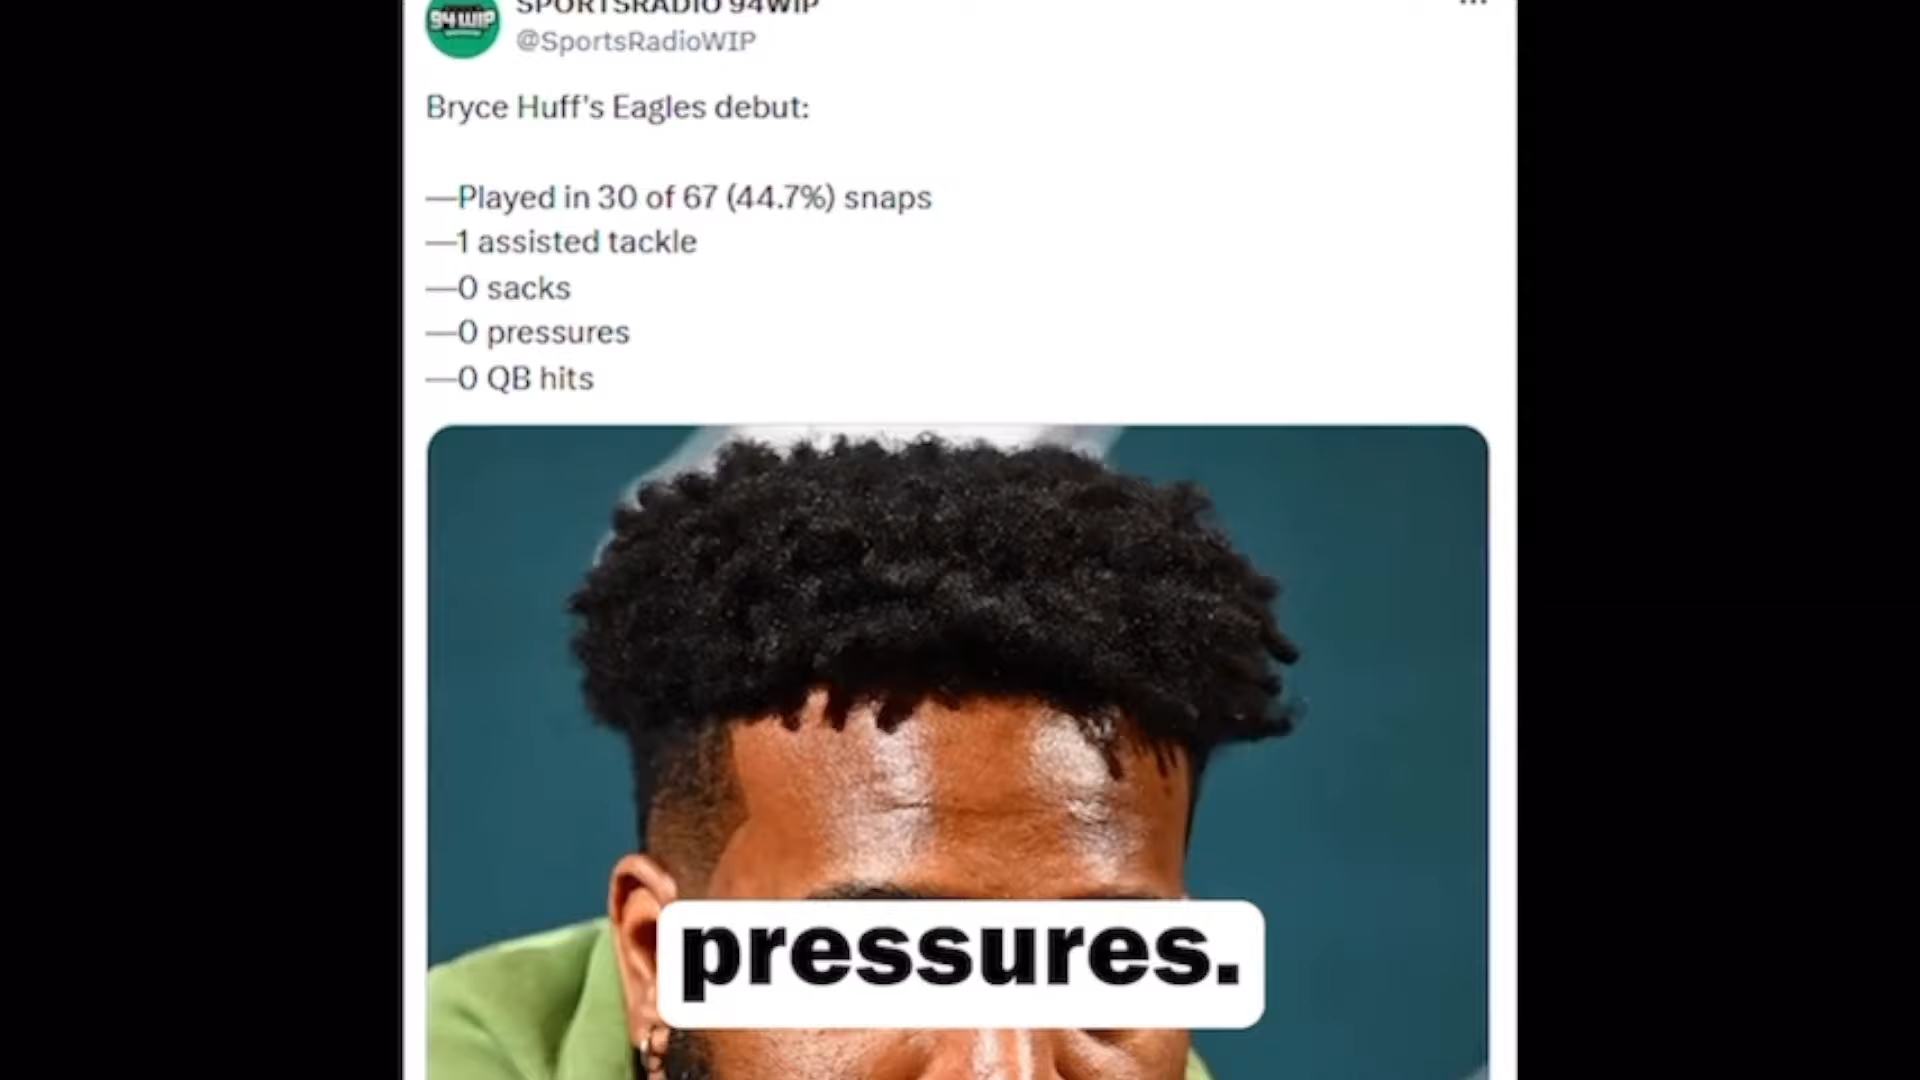 SPORTSRADIO 94WIP
94WIP
@SportsRadioWIP
Bryce Huff's Eagles debut:
—Played in 30 of 67 (44.7%) snaps
—1 assisted tackle
—0 sacks
—0 pressures
—0 QB hits
pressures.